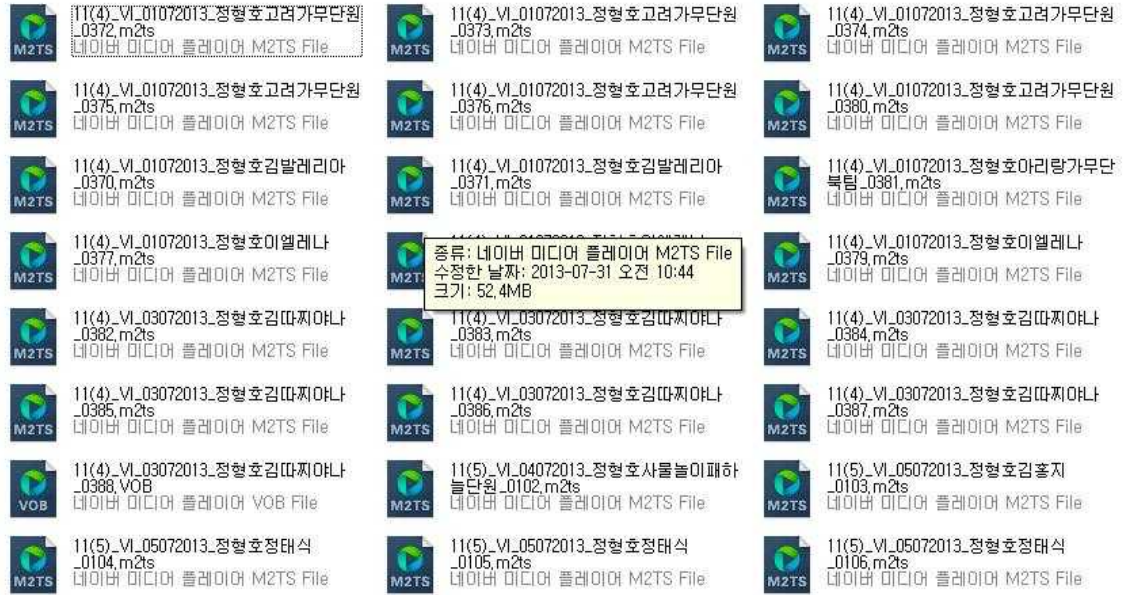 11(4)_VI_01072013_정형호고려가무단원
_0372,m2ts
네이버 미디어 플레이어 M2TS File
M2TS
11(4)_VI_01072013_정형호고려가무단원
_0373,m2ts
네이버 미디어 플레이어 M2TS File
M2TS
11(4)_VI_01072013_정형호고려가무단원
_0374,m2ts
네이버 미디어 플레이어 M2TS File
M2TS
11(4)_VI_01072013_정형호고려가무단원
_0375,m2ts
네이버 미디어 플레이어 M2TS File
M2TS
11(4)_VI_01072013_정형호고려가무단원
_0376,m2ts
네이버 미디어 플레이어 M2TS File
M2TS
11(4)_VI_01072013_정형호고려가무단원
_0380,m2ts
네이버 미디어 플레이어 M2TS File
M2TS
11(4)_VI_01072013_정형호김발레리아
_0370,m2ts
네이버 미디어 플레이어 M2TS File
M2TS
11(4)_VI_01072013_정형호김발레리아
_0371,m2ts
네이버 미디어 플레이어 M2TS File
M2TS
11(4)_VI_01072013_정형호아리랑가무단
북팀_0381,m2ts
네이버 미디어 플레이어 M2TS File
M2TS
11(4)_VI_01072013_정형호이엘레나
_0377,m2ts
네이버 미디어 플레이어 M2TS File
M2TS
종류: 네이버 미디어 플레이어 M2TS File
수정한 날짜: 2013-07-31 오전 10:44
크기: 52,4MB
11(4)_VI_01072013_정형호이엘레나
_0379,m2ts
네이버 미디어 플레이어 M2TS File
M2TS
11(4)_VI_03072013_정형호김따찌야나
_0382,m2ts
네이버 미디어 플레이어 M2TS File
M2TS
11(4)_VI_03072013_정형호김따찌야나
_0383,m2ts
네이버 미디어 플레이어 M2TS File
M2TS
11(4)_VI_03072013_정형호김따찌야나
_0384,m2ts
네이버 미디어 플레이어 M2TS File
M2TS
11(4)_VI_03072013_정형호김따찌야나
_0385,m2ts
네이버 미디어 플레이어 M2TS File
M2TS
11(4)_VI_03072013_정형호김따찌야나
_0386,m2ts
네이버 미디어 플레이어 M2TS File
M2TS
11(4)_VI_03072013_정형호김따찌야나
_0387,m2ts
네이버 미디어 플레이어 M2TS File
M2TS
11(4)_VI_03072013_정형호김따찌야나
_0388,VOB
네이버 미디어 플레이어 VOB File
VOB
11(5)_VI_04072013_정형호사물놀이패하
늘단원_0102,m2ts
네이버 미디어 플레이어 M2TS File
M2TS
11(5)_VI_05072013_정형호김홍지
_0103,m2ts
네이버 미디어 플레이어 M2TS File
M2TS
11(5)_VI_05072013_정형호정태식
_0104,m2ts
네이버 미디어 플레이어 M2TS File
M2TS
11(5)_VI_05072013_정형호정태식
_0105,m2ts
네이버 미디어 플레이어 M2TS File
M2TS
11(5)_VI_05072013_정형호정태식
_0106,m2ts
네이버 미디어 플레이어 M2TS File
M2TS